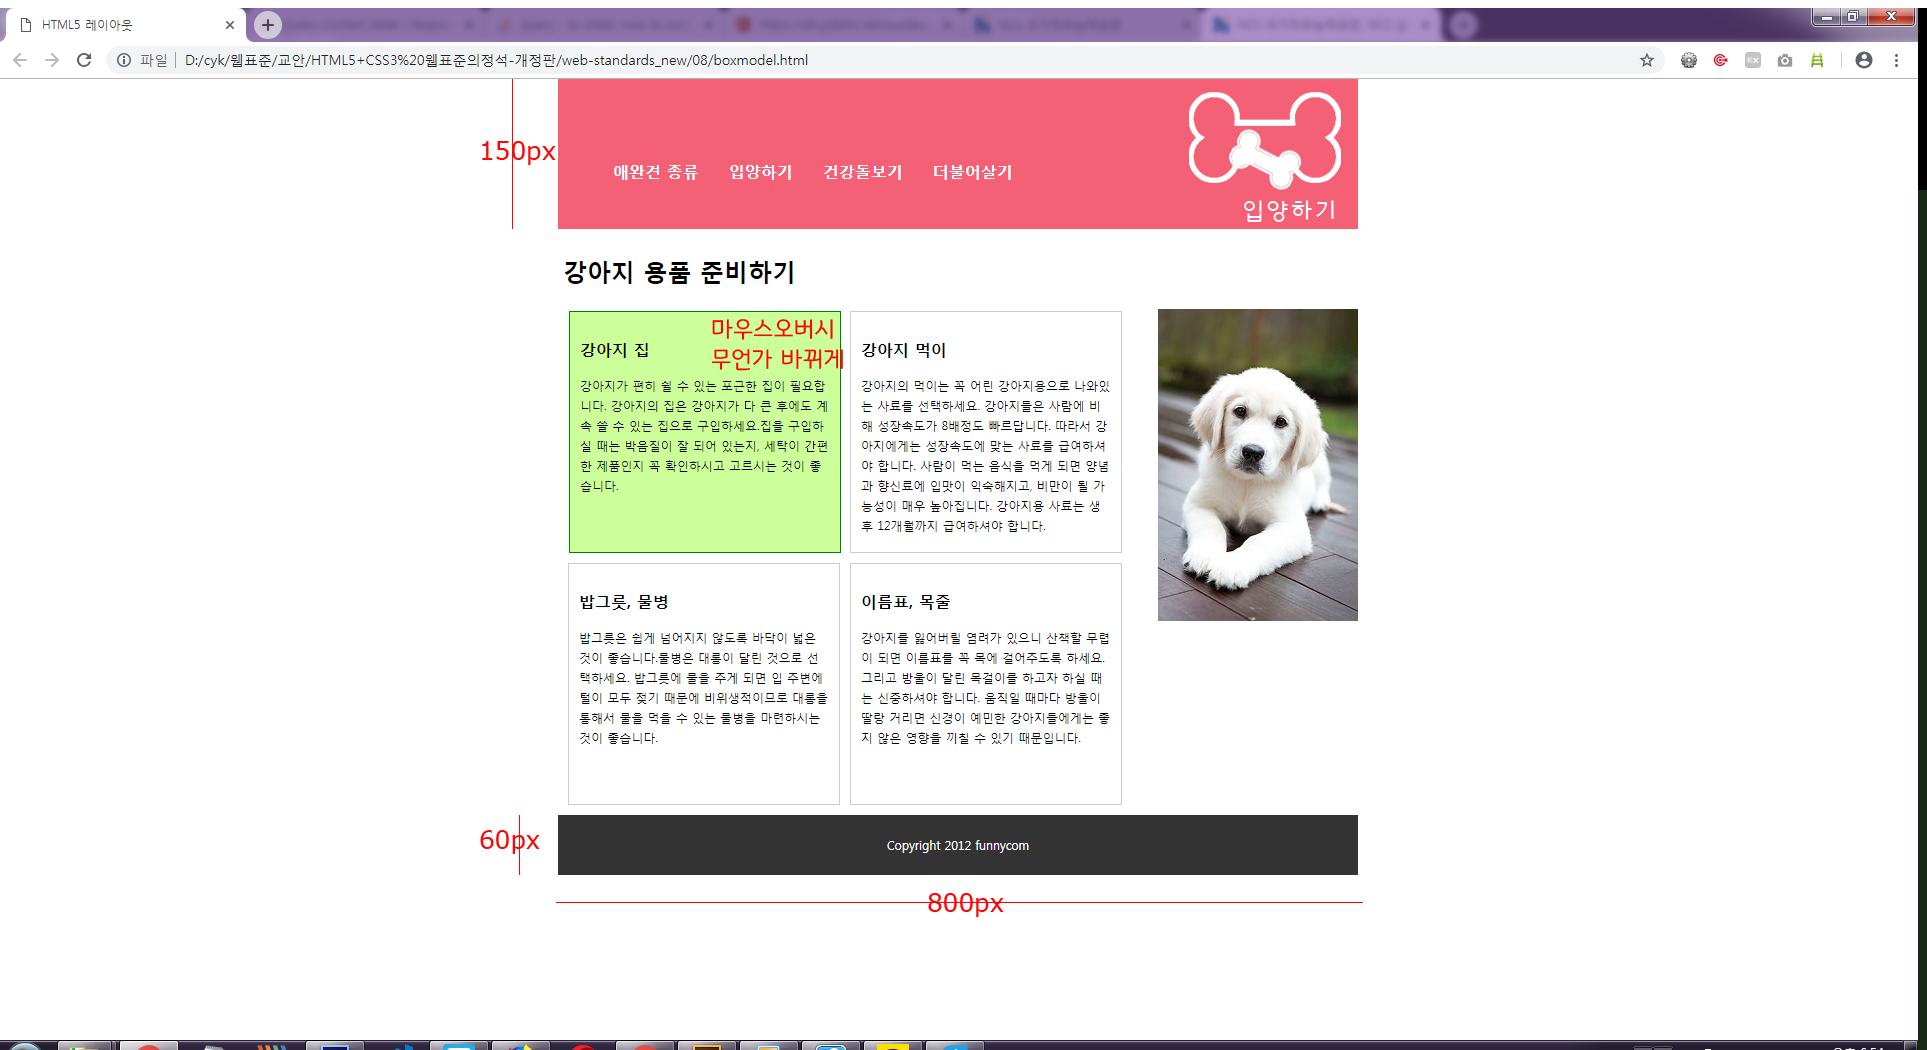 HTML5 레이아웃
파일
D:/cyk/웹표준/교안/HTML5+CSS3%20웹표준의정석-개정판/web-standards_new/08/boxmodel.html
150px
애완견 종류 입양하기 건강돌보기 더불어살기
입양하기
강아지 용품 준비하기
마우스오버시
무언가 바뀌게
강아지 집
강아지가 편히 쉴 수 있는 포근한 집이 필요합
니다. 강아지의 집은 강아지가 다 큰 후에도 계
속 쓸 수 있는 집으로 구입하세요.집을 구입하
실 때는 박음질이 잘 되어 있는지, 세탁이 간편
한 제품인지 꼭 확인하시고 고르시는 것이 좋
습니다.
강아지 먹이
강아지의 먹이는 꼭 어린 강아지용으로 나와있
는 사료를 선택하세요. 강아지들은 사람에 비
해 성장속도가 8배정도 빠르답니다. 따라서 강
아지에게는 성장속도에 맞는 사료를 급여하셔
야 합니다. 사람이 먹는 음식을 먹게 되면 양념
과 향신료에 입맛이 익숙해지고, 비만이 될 가
능성이 매우 높아집니다. 강아지용 사료는 생
후 12개월까지 급여하셔야 합니다.
밥그릇, 물병
밥그릇은 쉽게 넘어지지 않도록 바닥이 넓은
것이 좋습니다.물병은 대롱이 달린 것으로 선
택하세요. 밥그릇에 물을 주게 되면 입 주변에
털이 모두 젖기 때문에 비위생적이므로 대롱을
통해서 물을 먹을 수 있는 물병을 마련하시는
것이 좋습니다.
이름표, 목줄
강아지를 잃어버릴 염려가 있으니 산책할 무렵
이 되면 이름표를 꼭 목에 걸어주도록 하세요.
그리고 방울이 달린 목걸이를 하고자 하실 때
는 신중하셔야 합니다. 움직일 때마다 방울이
딸랑 거리면 신경이 예민한 강아지들에게는 좋
지 않은 영향을 끼칠 수 있기 때문입니다.
60px
Copyright 2012 funnycom
800px